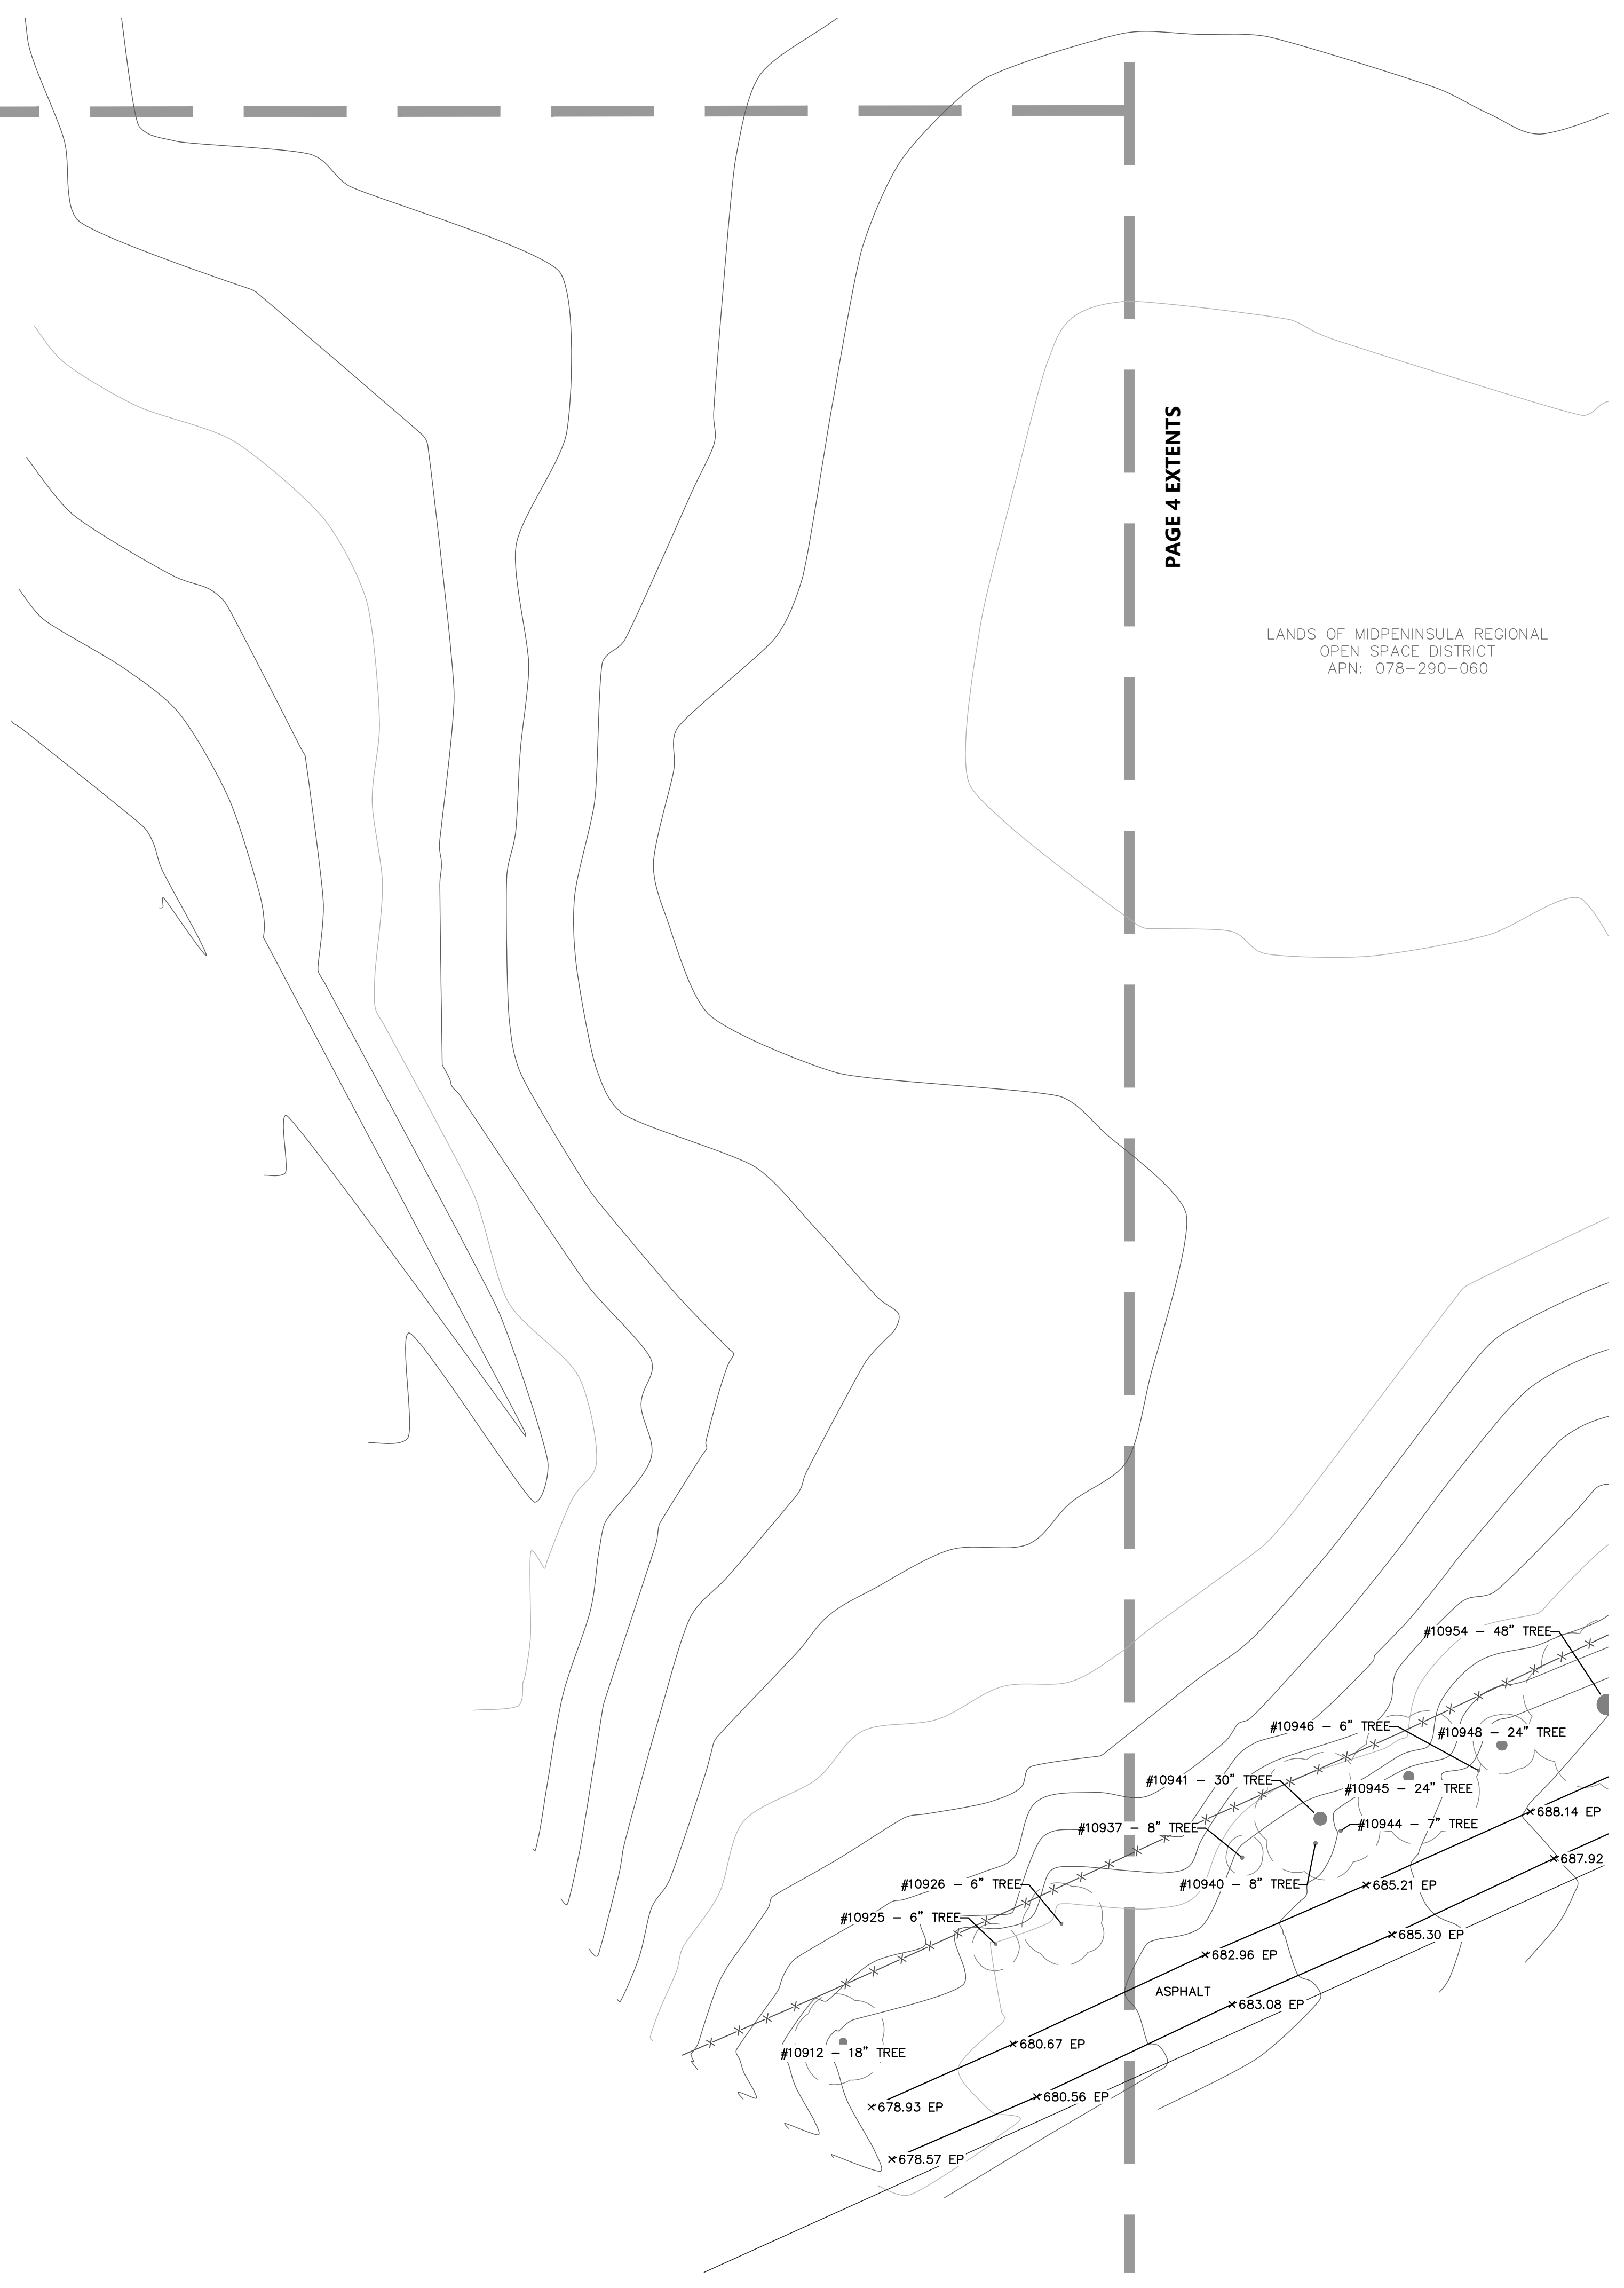 PAGE 4 EXTENTS
LANDS OF MIDPENINSULA REGIONAL
OPEN SPACE DISTRICT
APN: 078-290-060
#10954 - 48" TREE
#10946 - 6" TREE
#10948 - 24" TREE
#10941 - 30" TREE
#10945 - 24" TREE
688.14 EP
#10944 - 7" TREE
#10937 - 8" TREE
687.92
#10926 - 6" TREE
#10940 - 8" TREE
685.21 EP
#10925 - 6" TREE
685.30 EP
682.96 EP
ASPHALT
683.08 EP
680.67 EP
#10912 - 18" TREE
680.56 EP
678.93 EP
678.57 EP